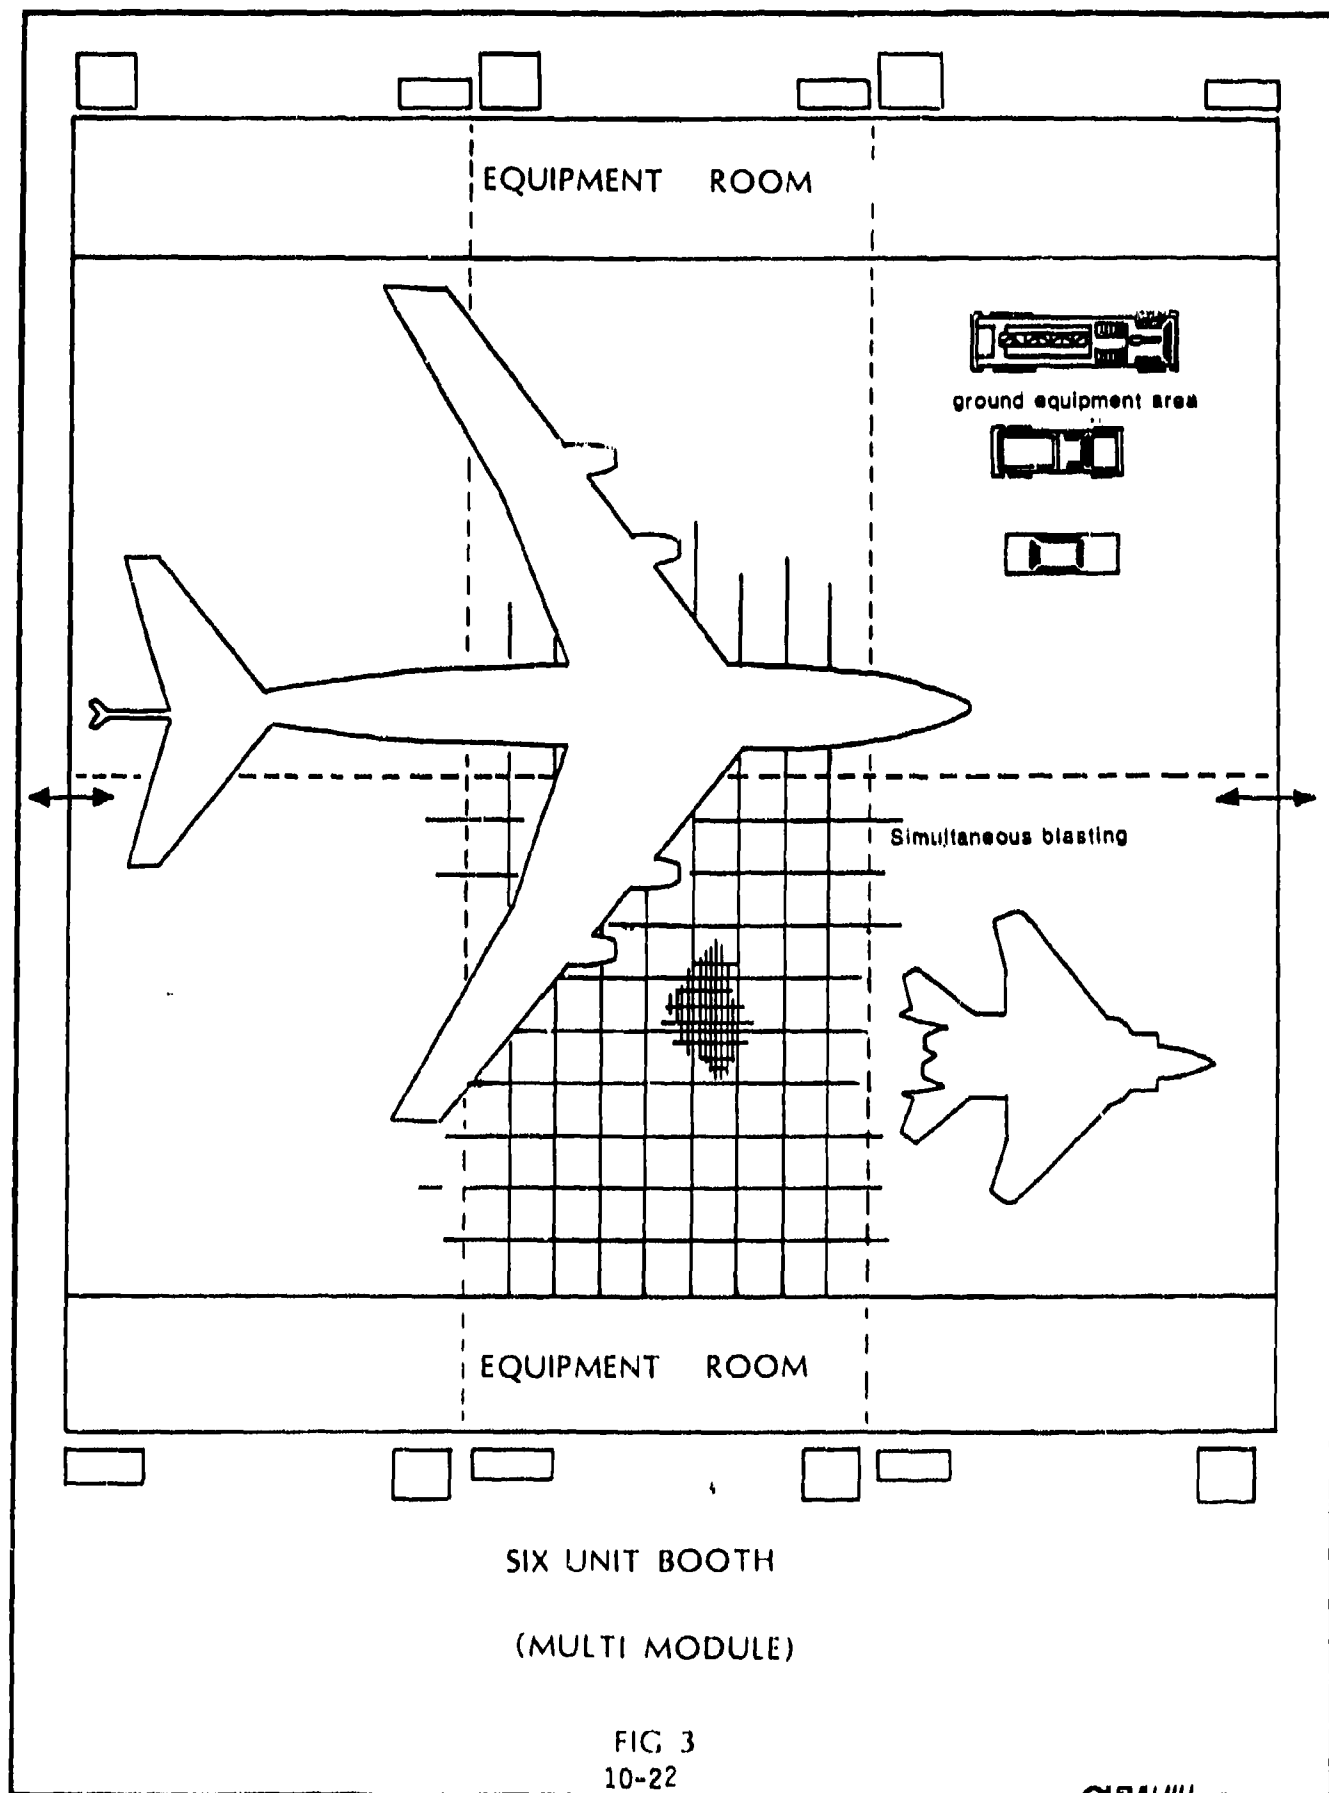 EQUIPMENT ROOM
ground equipment area
Simultaneous blasting
EQUIPMENT ROOM
SIX UNIT BOOTH
(MULTI MODULE)
FIG 3
10-22